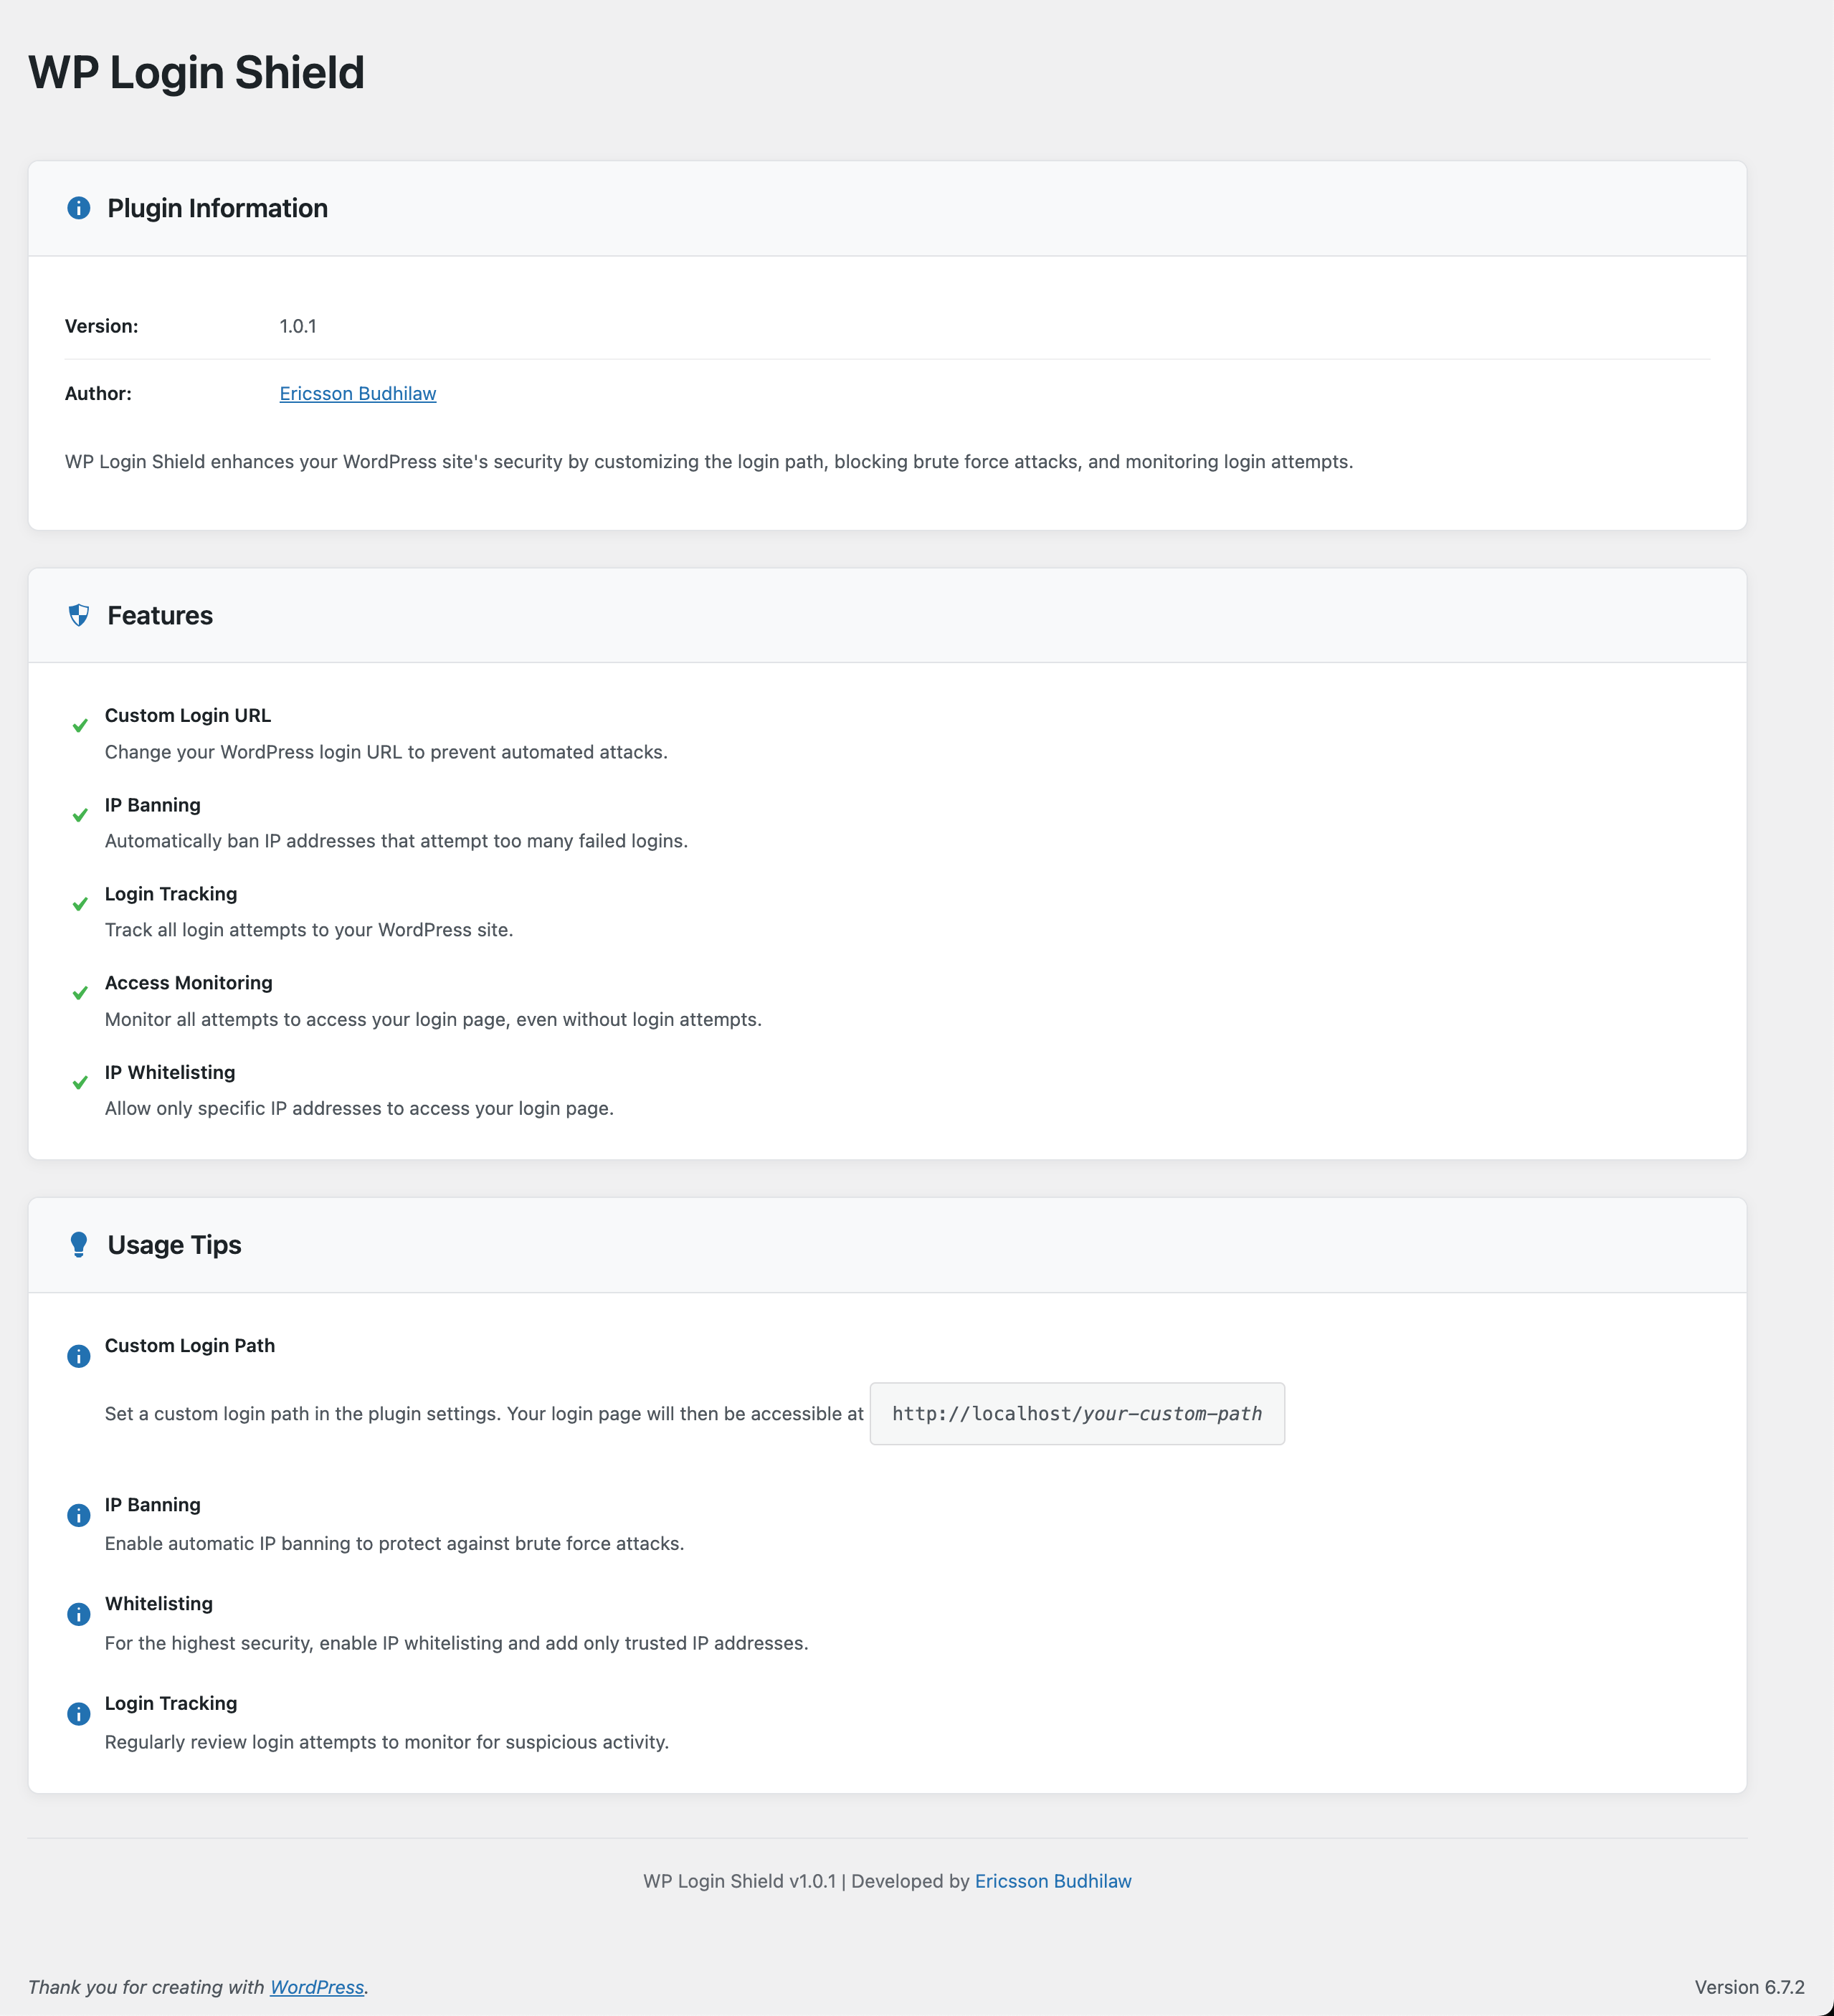 WP Login Shield
Plugin Information
Version: 1.0.1
Author: Ericsson Budhilaw
WP Login Shield enhances your WordPress site's security by customizing the login path, blocking brute force attacks, and monitoring login attempts.
Features
Custom Login URL
Change your WordPress login URL to prevent automated attacks.
IP Banning
Automatically ban IP addresses that attempt too many failed logins.
Login Tracking
Track all login attempts to your WordPress site.
Access Monitoring
Monitor all attempts to access your login page, even without login attempts.
IP Whitelisting
Allow only specific IP addresses to access your login page.
Usage Tips
Custom Login Path
Set a custom login path in the plugin settings. Your login page will then be accessible at http://localhost/your-custom-path
IP Banning
Enable automatic IP banning to protect against brute force attacks.
Whitelisting
For the highest security, enable IP whitelisting and add only trusted IP addresses.
Login Tracking
Regularly review login attempts to monitor for suspicious activity.
WP Login Shield v1.0.1 | Developed by Ericsson Budhilaw
Thank you for creating with WordPress. Version 6.7.2